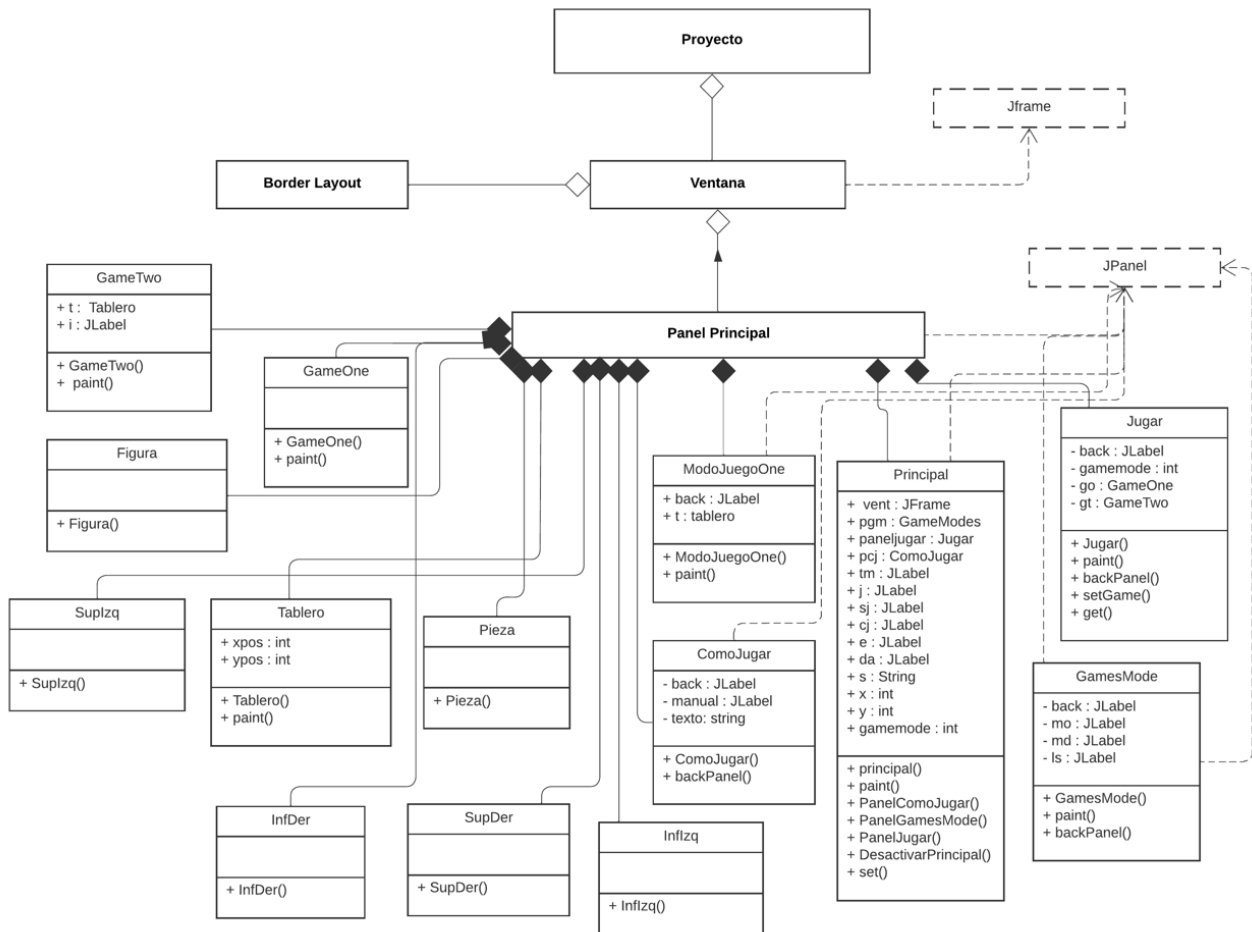 Proyecto
Jframe
Border Layout
Ventana
JPanel
GameTwo
+ t :  Tablero
+ i : JLabel
+ GameTwo()
+  paint()
Panel Principal
GameOne
+ GameOne()
+ paint()
Figura
+ Figura()
Jugar
- back : JLabel
- gamemode : int
- go : GameOne
- gt : GameTwo
+ Jugar()
+ paint()
+ backPanel()
+ setGame()
+ get()
ModoJuegoOne
+ back : JLabel
+ t : tablero
+ ModoJuegoOne()
+ paint()
Principal
+  vent : JFrame
+ pgm : GameModes
+ paneljugar : Jugar
+ pcj : ComoJugar
+ tm : JLabel
+ j : JLabel
+ sj : JLabel
+ cj : JLabel
+ e : JLabel
+ da : JLabel
+ s : String
+ x : int
+ y : int
+ gamemode : int
+ principal()
+ paint()
+ PanelComoJugar()
+ PanelGamesMode()
+ PanelJugar()
+ DesactivarPrincipal()
+ set()
SupIzq
+ SupIzq()
Tablero
+ xpos : int
+ ypos : int
+ Tablero()
+ paint()
Pieza
+ Pieza()
ComoJugar
- back : JLabel
- manual : JLabel
- texto: string
+ ComoJugar()
+ backPanel()
GamesMode
- back : JLabel
- mo : JLabel
- md : JLabel
- ls : JLabel
+ GamesMode()
+ paint()
+ backPanel()
InfDer
+ InfDer()
SupDer
+ SupDer()
InfIzq
+ InfIzq()